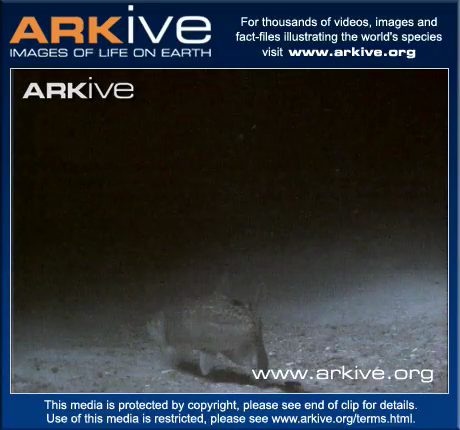 ARKive
IMAGES OF LIFE ON EARTH
For thousands of videos, images and
fact-files illustrating the world's species
visit www.arkive.org
ARKive
www.arkive.org
This media is protected by copyright, please see end of clip for details.
Use of this media is restricted, please see www.arkive.org/terms.html.